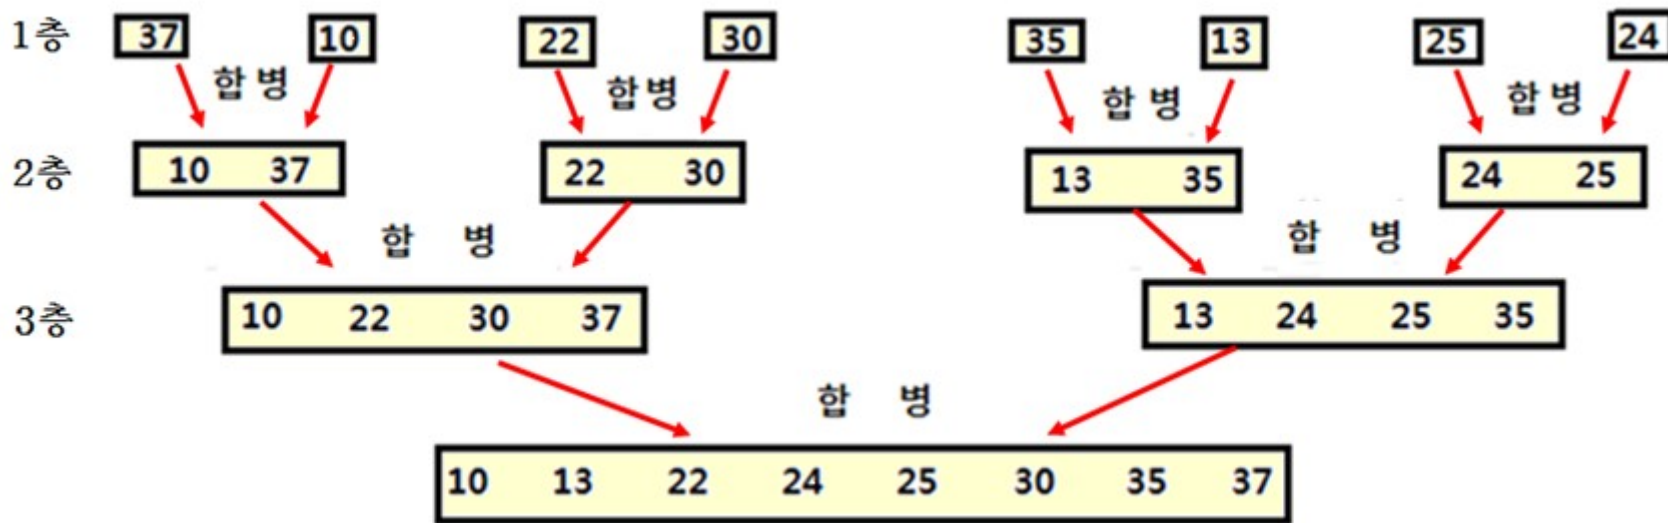 1층 37 10 22 30 35 13 25 24
합 병 합병 합 병 합 병
2층 10 37 22 30 13 35 24 25
합 병 합 병
3층 10 22 30 37 13 24 25 35
합 병
10 13 22 24 25 30 35 37